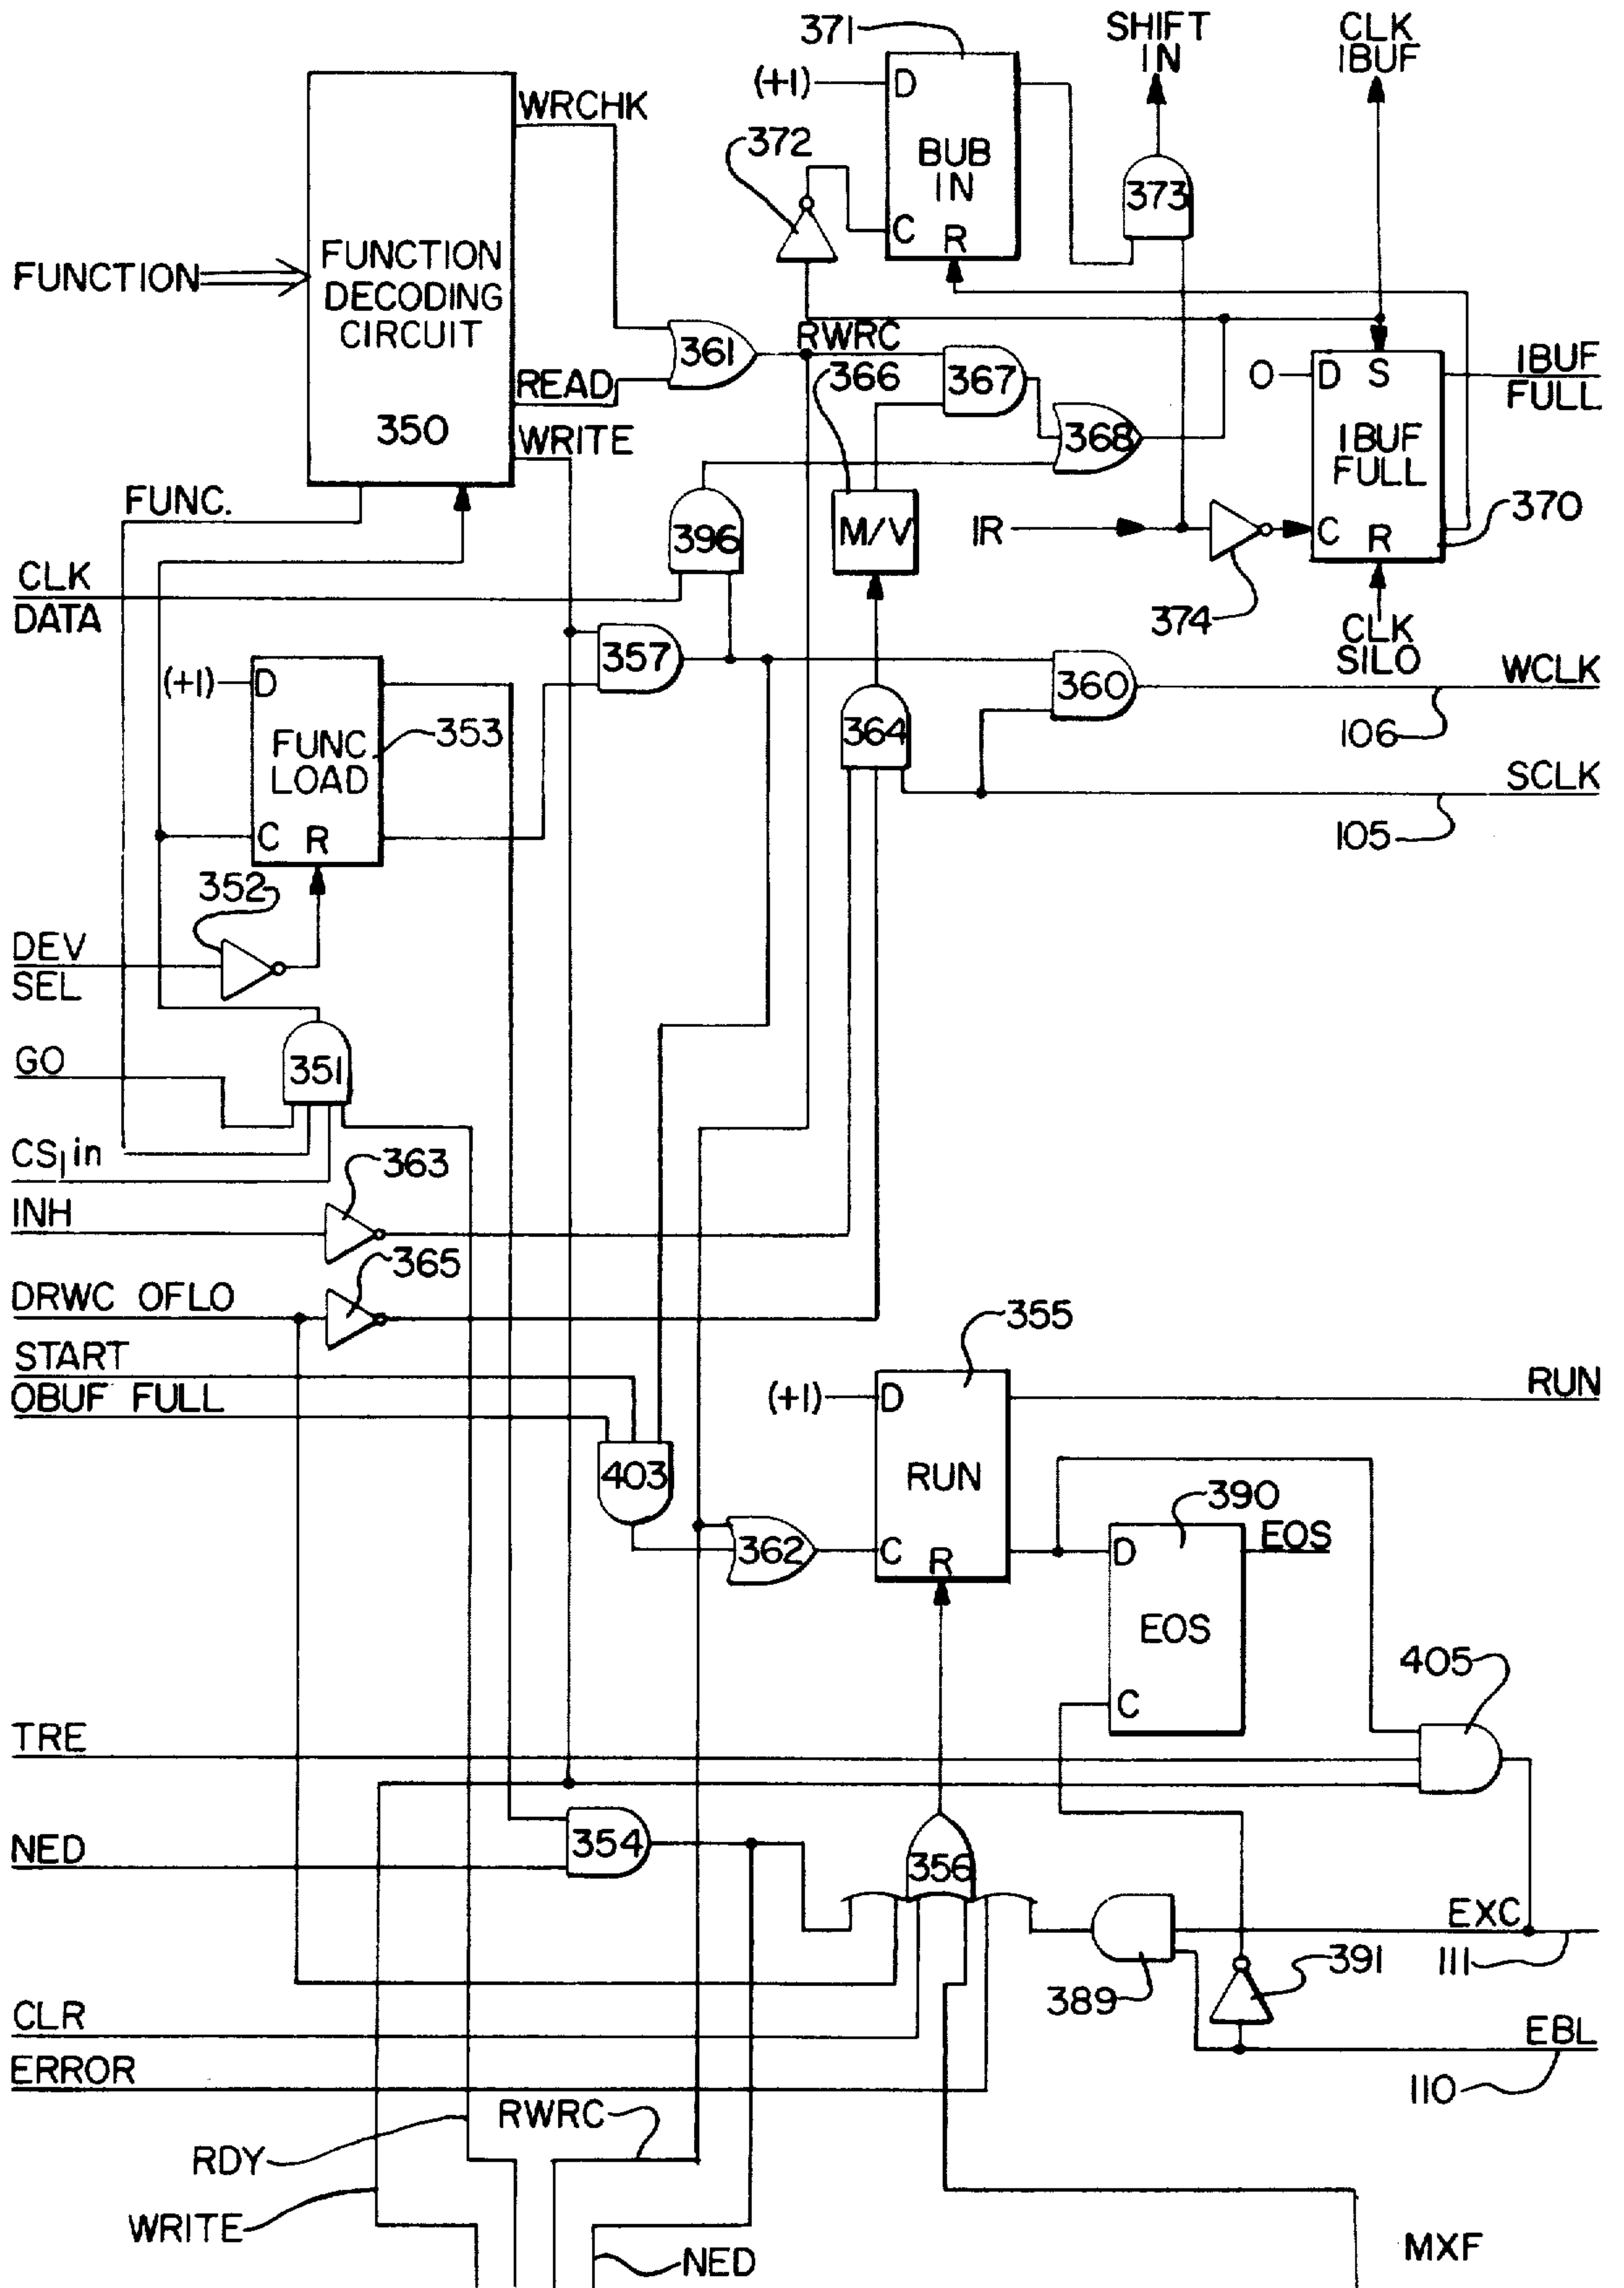 371
SHIFT
IN
CLK
IBUF
(+1)
D
BUB
IN
C
R
372
373
WRCHK
FUNCTION
FUNCTION
DECODING
CIRCUIT
350
361
READ
WRITE
RWRC
366
367
368
0
D
S
IBUF
FULL
C
R
IBUF
FULL
370
FUNC.
396
M/V
IR
374
CLK
SILO
CLK
DATA
357
360
WCLK
106
(+1)
D
FUNC
LOAD
C
R
353
364
SCLK
105
352
DEV
SEL
GO
351
CS1 in
363
INH
365
DRWC OFLO
START
OBUF FULL
355
(+1)
D
RUN
C
R
RUN
403
362
390
D
EOS
C
EOS
405
TRE
NED
354
356
EXC
111
389
391
CLR
EBL
110
ERROR
RWRC
RDY
WRITE
NED
MXF